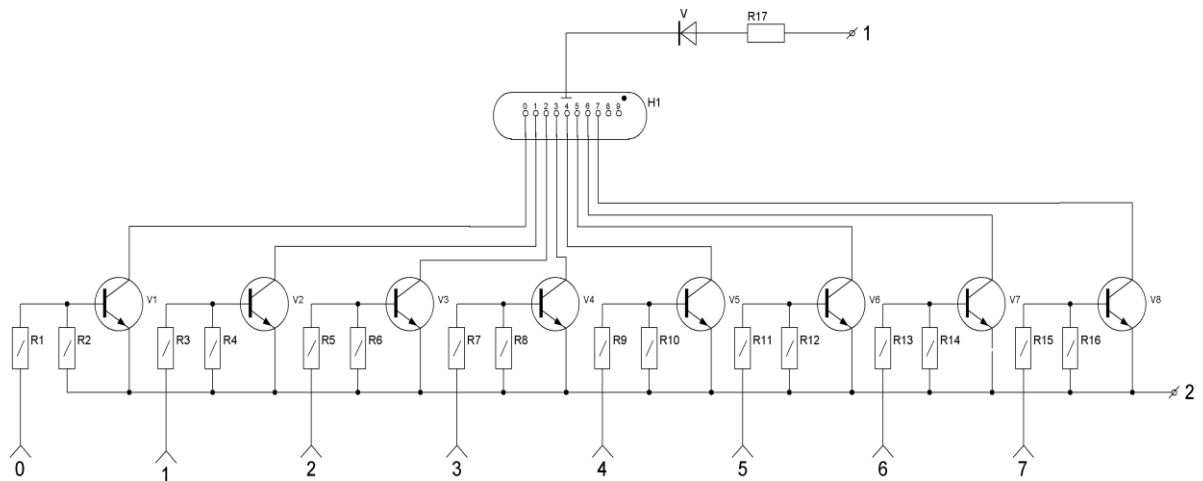 V R17 1
H1
0 1 2 3 4 5 6 7 8 9
V1 V2 V3 V4 V5 V6 V7 V8
R1 R2 R3 R4 R5 R6 R7 R8 R9 R10 R11 R12 R13 R14 R15 R16
2
0 1 2 3 4 5 6 7